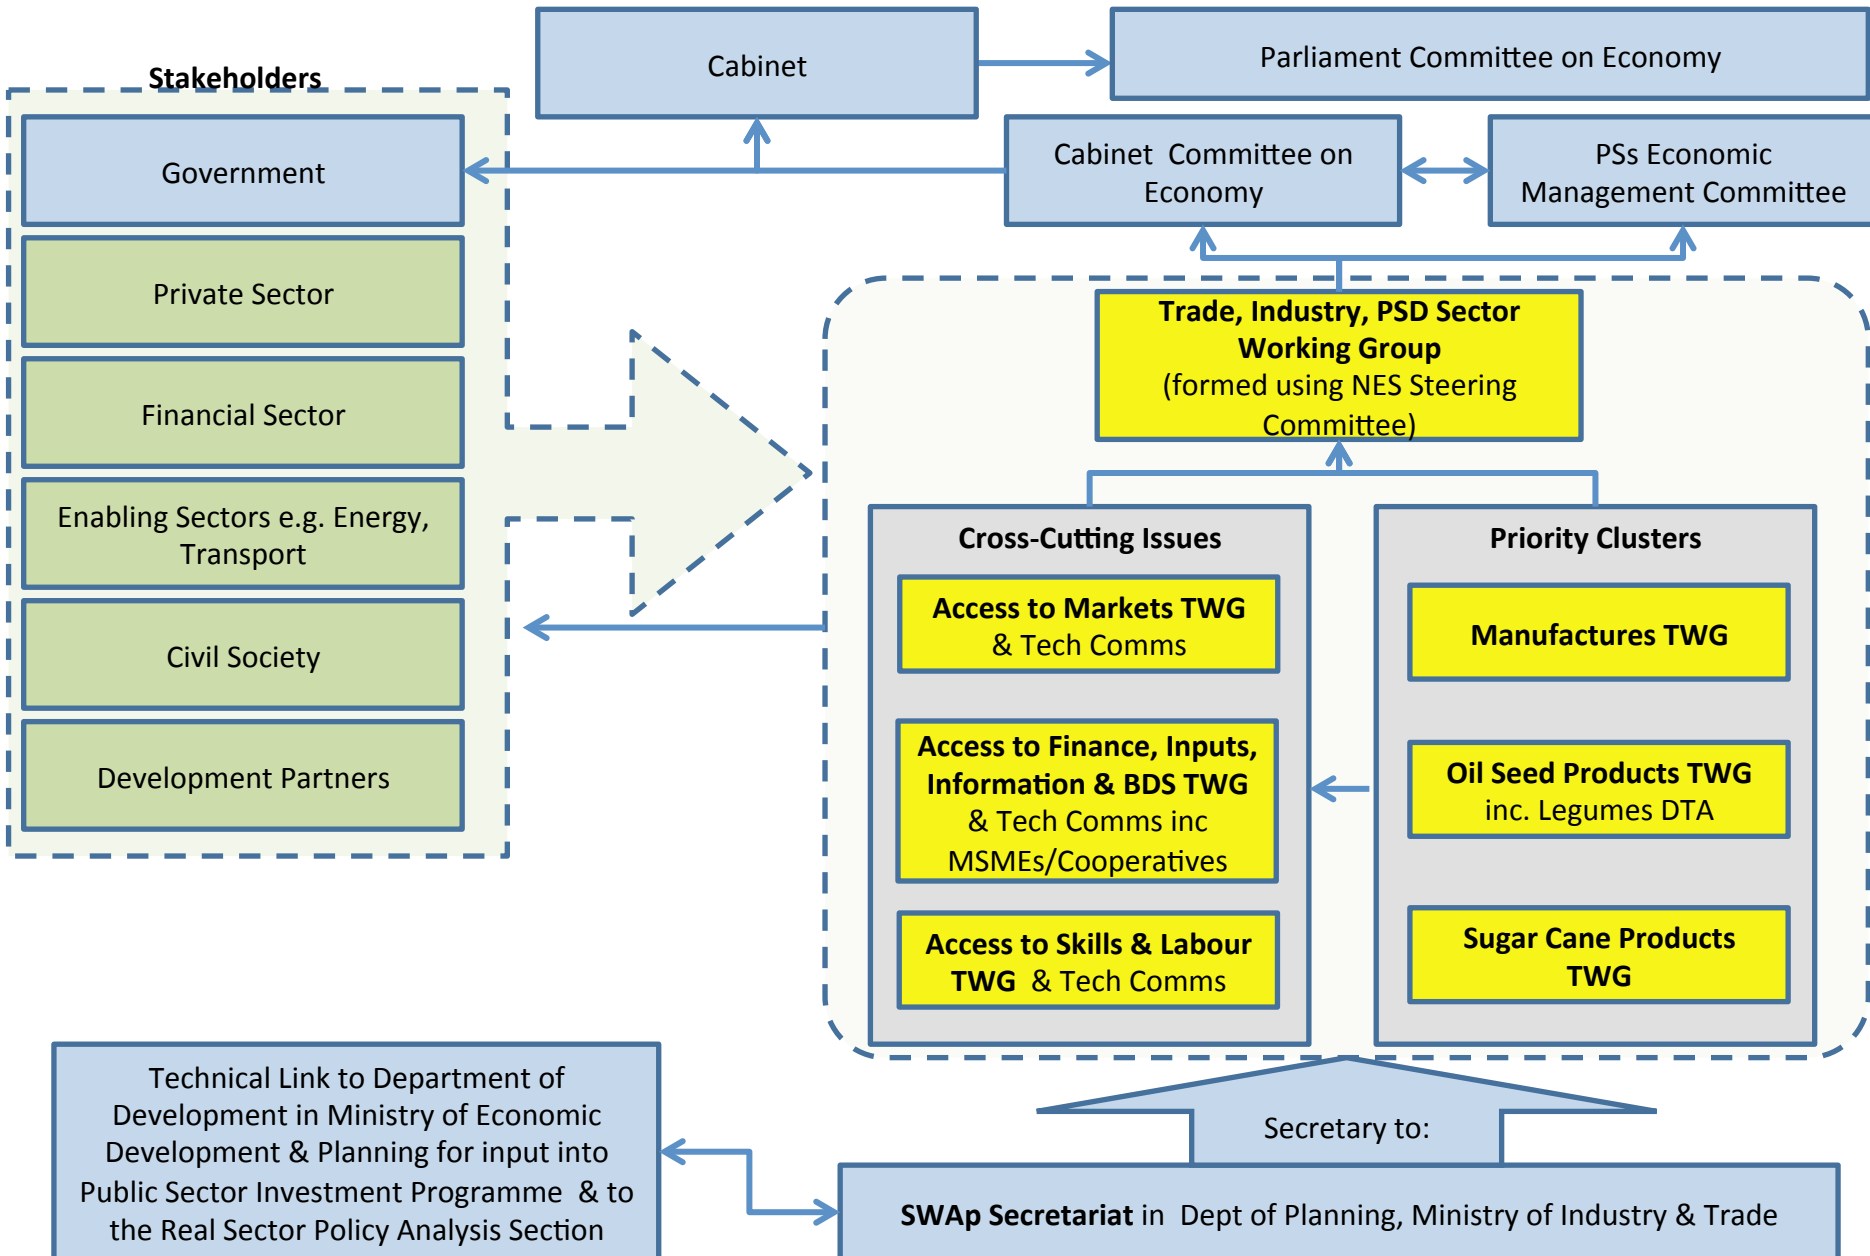 Cabinet
Parliament Committee on Economy
Stakeholders
Government
Private Sector
Financial Sector
Enabling Sectors e.g. Energy,
Transport
Civil Society
Development Partners
Cabinet  Committee on
Economy
PSs Economic
Management Committee
Trade, Industry, PSD Sector
Working Group
(formed using NES Steering
Committee)
Cross-Cutting Issues
Access to Markets TWG
& Tech Comms
Access to Finance, Inputs,
Information & BDS TWG
& Tech Comms inc
MSMEs/Cooperatives
Access to Skills & Labour
TWG  & Tech Comms
Priority Clusters
Manufactures TWG
Oil Seed Products TWG
inc. Legumes DTA
Sugar Cane Products
TWG
Technical Link to Department of
Development in Ministry of Economic
Development & Planning for input into
Public Sector Investment Programme  & to
the Real Sector Policy Analysis Section
Secretary to:
SWAp Secretariat in  Dept of Planning, Ministry of Industry & Trade